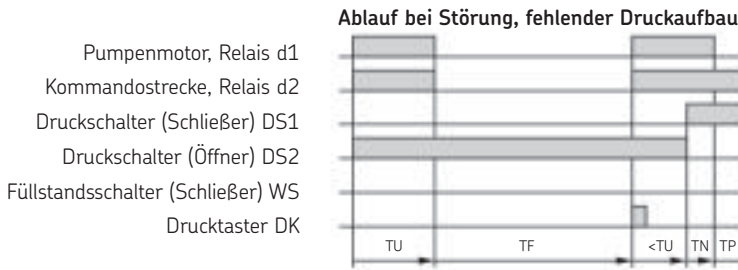 Ablauf bei Störung, fehlender Druckaufbau
Pumpenmotor, Relais d1
Kommandostrecke, Relais d2
Druckschalter (Schließer) DS1
Druckschalter (Öffner) DS2
Füllstandsschalter (Schließer) WS
Drucktaster DK
TU TF <TU TN TP